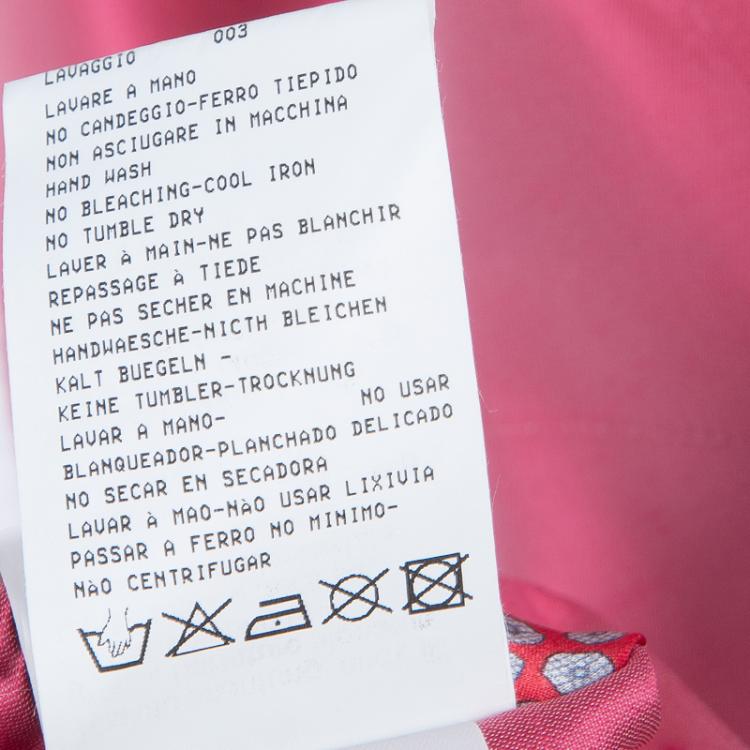 003
LAVAGGIO
LAVARE A MANO
NO CANDEGGIO-FERRO TIEPIDO
NON ASCIUGARE IN MACCHINA
HAND WASH
NO BLEACHING-COOL IRON
NO TUMBLE DRY
LAVER À MAIN-NE PAS BLANCHIR
REPASSAGE À TIEDE
NE PAS SECHER EN MACHINE
HANDWAESCHE-NICTH BLEICHEN
KALT BUEGELN -
KEINE TUMBLER-TROCKNUNG
LAVAR A MANO- NO USAR
BLANQUEADOR-PLANCHADO DELICADO
NO SECAR EN SECADORA
LAVAR À MAO-NÀO USAR LIXIVIA
PASSAR A FERRO NO MINIMO-
NÀO CENTRIFUGAR